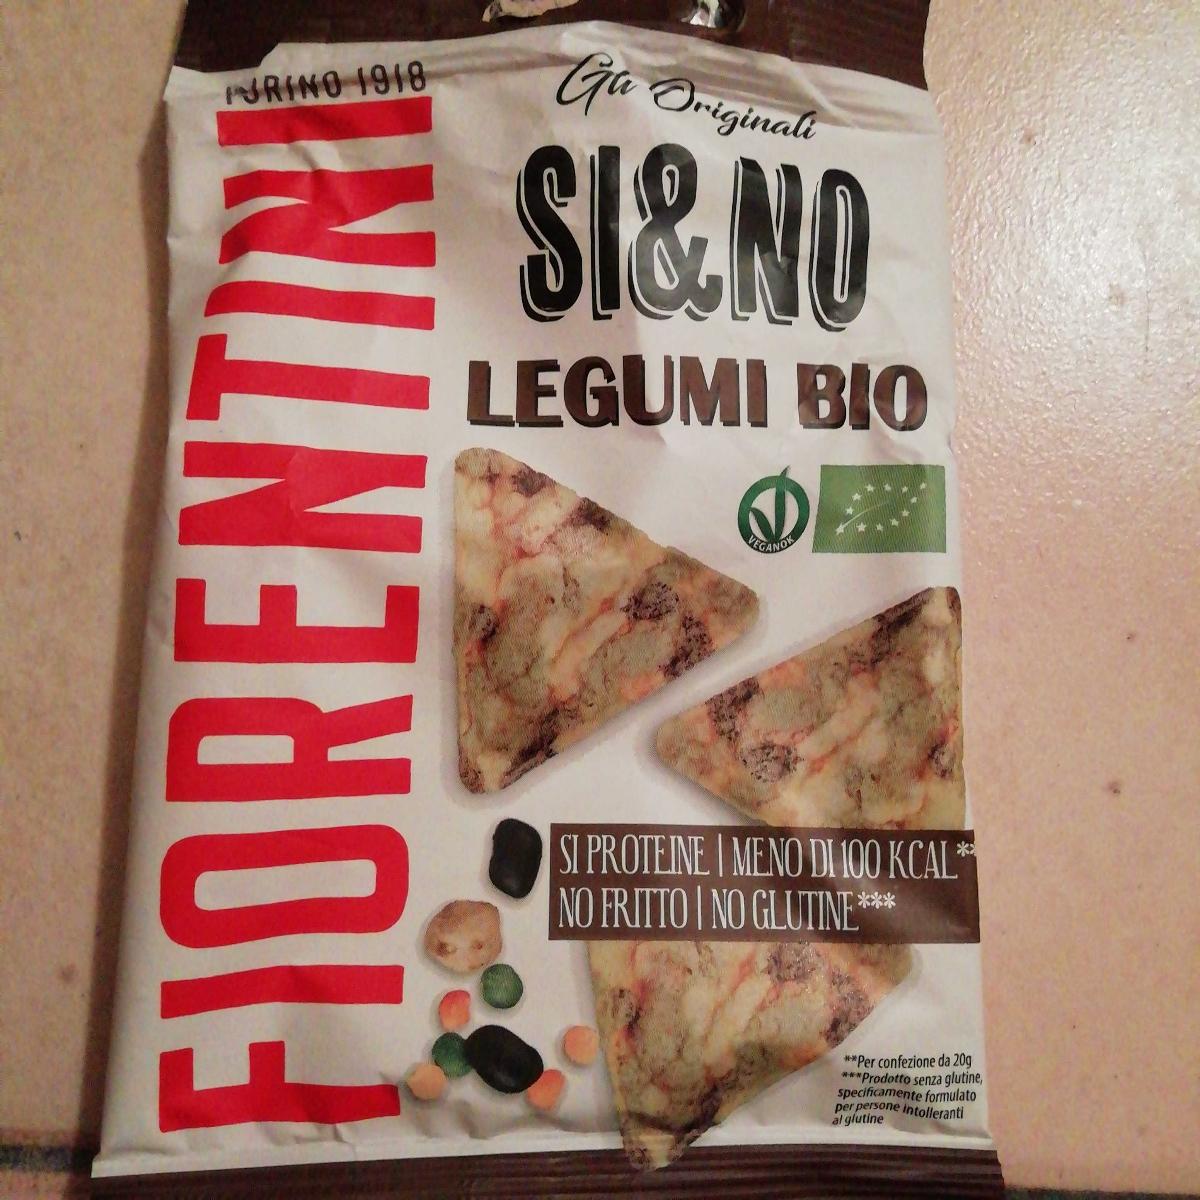 TORINO 1918
FIORENTINI
Gli Originali
SI&NO
LEGUMI BIO
VEGANOK
SI PROTEINE | MENO DI 100 KCAL**
NO FRITTO | NO GLUTINE***
**Per confezione da 20g
***Prodotto senza glutine,
specificamente formulato
per persone intolleranti
al glutine